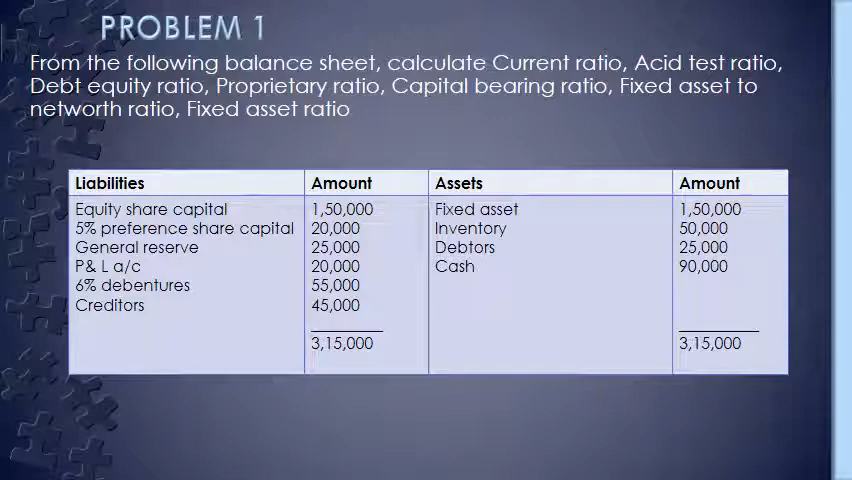 PROBLEM 1
From the following balance sheet, calculate Current ratio, Acid test ratio,
Debt equity ratio, Proprietary ratio, Capital bearing ratio, Fixed asset to
networth ratio, Fixed asset ratio
Liabilities Amount Assets Amount
Equity share capital 1,50,000 Fixed asset 1,50,000
5% preference share capital 20,000 Inventory 50,000
General reserve 25,000 Debtors 25,000
P& L a/c 20,000 Cash 90,000
6% debentures 55,000
Creditors 45,000
3,15,000 3,15,000